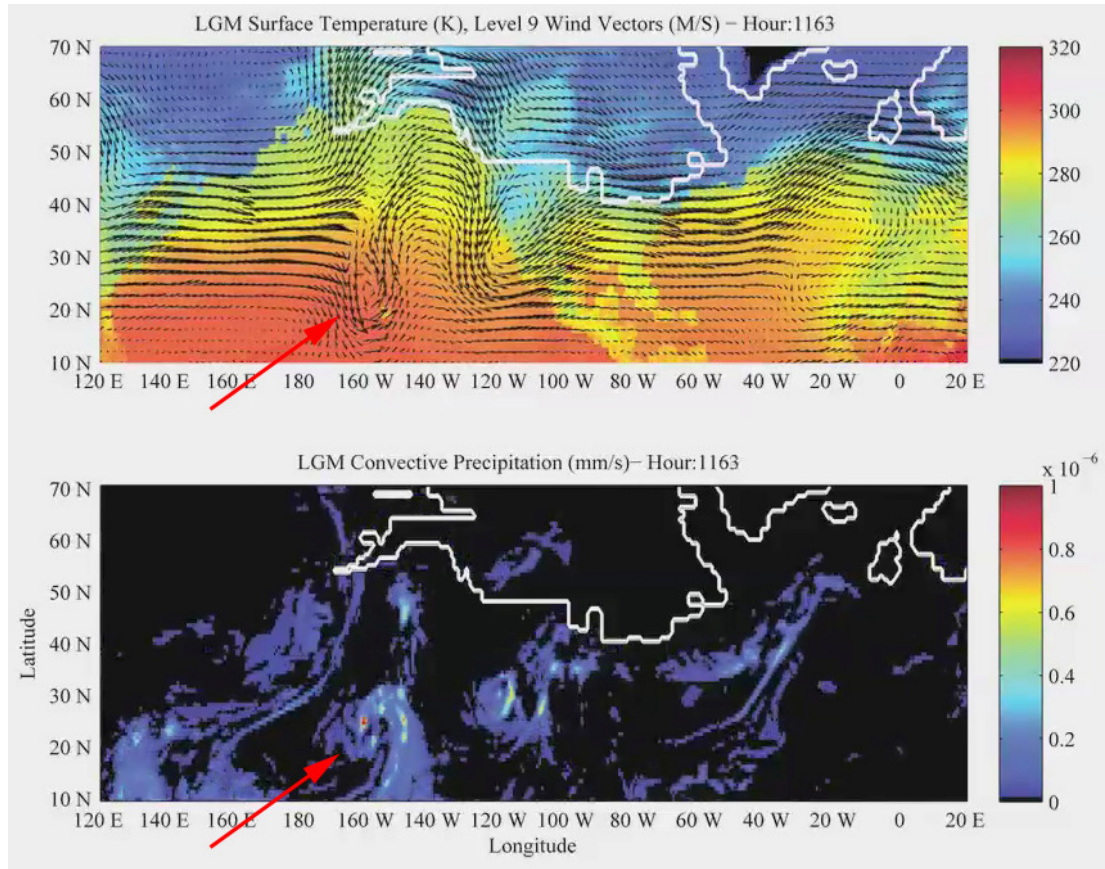 LGM Surface Temperature (K), Level 9 Wind Vectors (M/S) − Hour:1163
70 N
60 N
50 N
40 N
30 N
20 N
10 N
120 E 140 E 160 E 180 160 W 140 W 120 W 100 W 80 W 60 W 40 W 20 W 0 20 E
320
300
280
260
240
220
LGM Convective Precipitation (mm/s)− Hour:1163
x 10⁻⁶
70 N
60 N
50 N
40 N
30 N
20 N
10 N
Latitude
120 E 140 E 160 E 180 160 W 140 W 120 W 100 W 80 W 60 W 40 W 20 W 0 20 E
Longitude
1
0.8
0.6
0.4
0.2
0